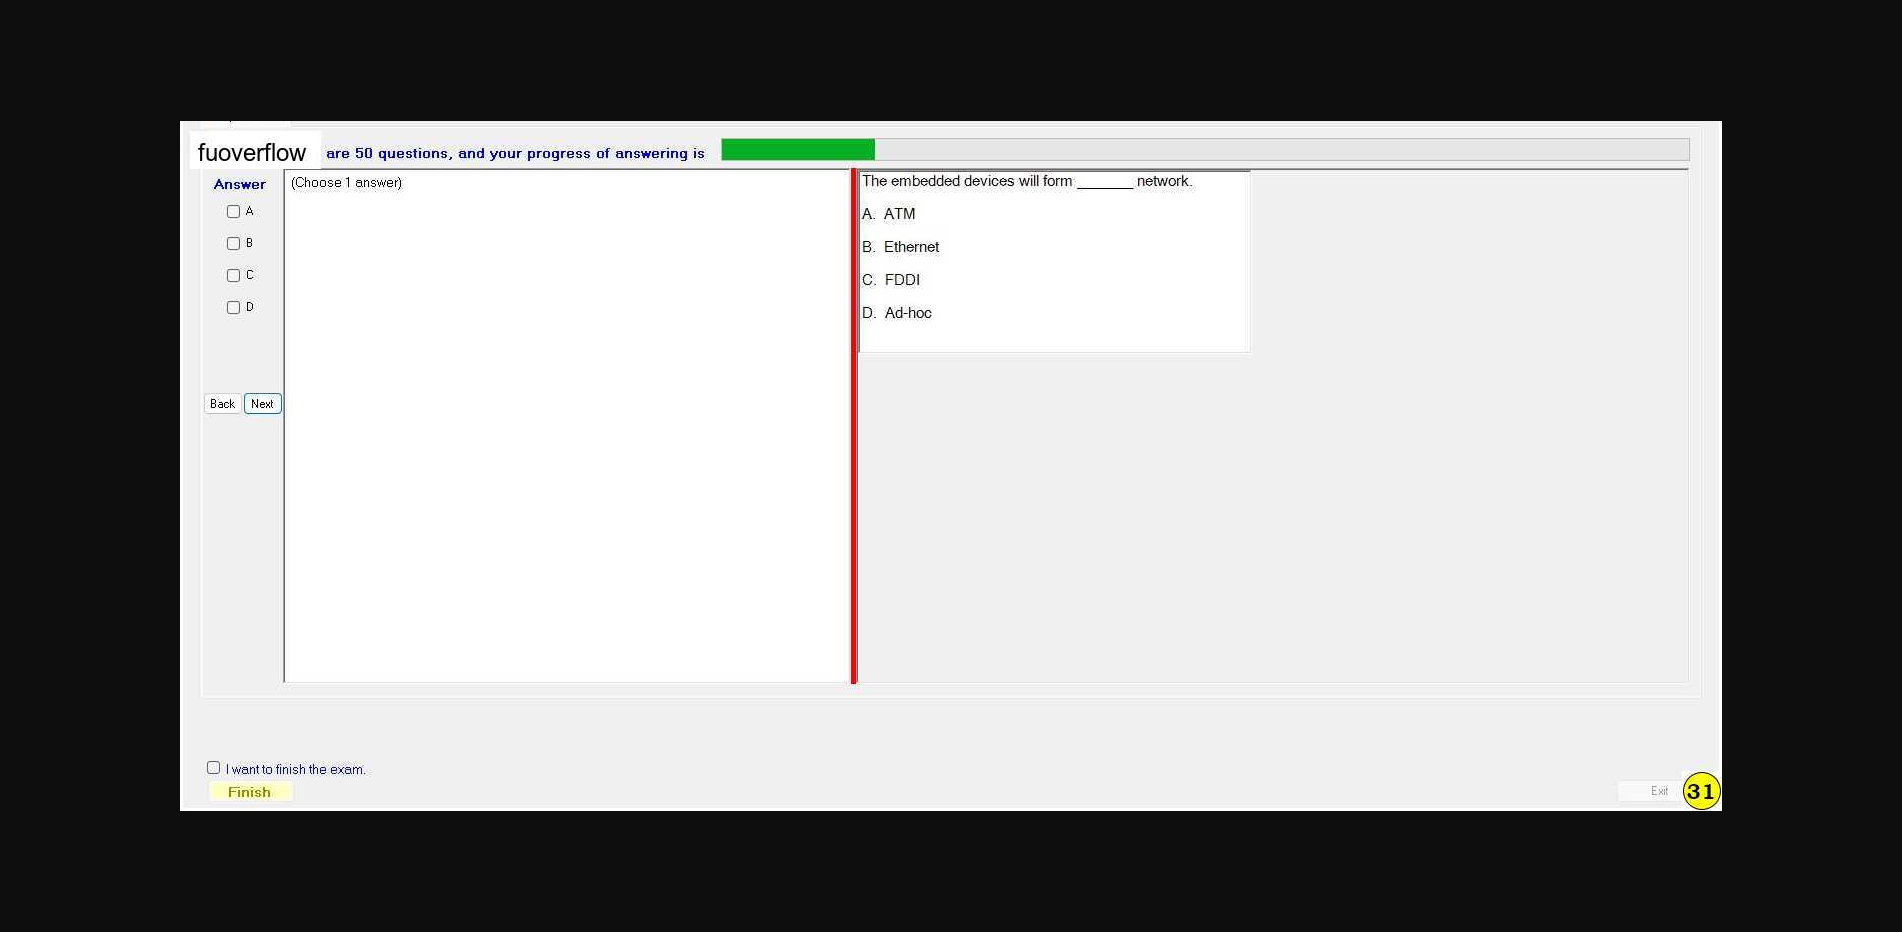 fuoverflow are 50 questions, and your progress of answering is
Answer
A
B
C
D
Back Next
(Choose 1 answer)
The embedded devices will form _______ network.
A. ATM
B. Ethernet
C. FDDI
D. Ad-hoc
I want to finish the exam.
Finish
Exit
31